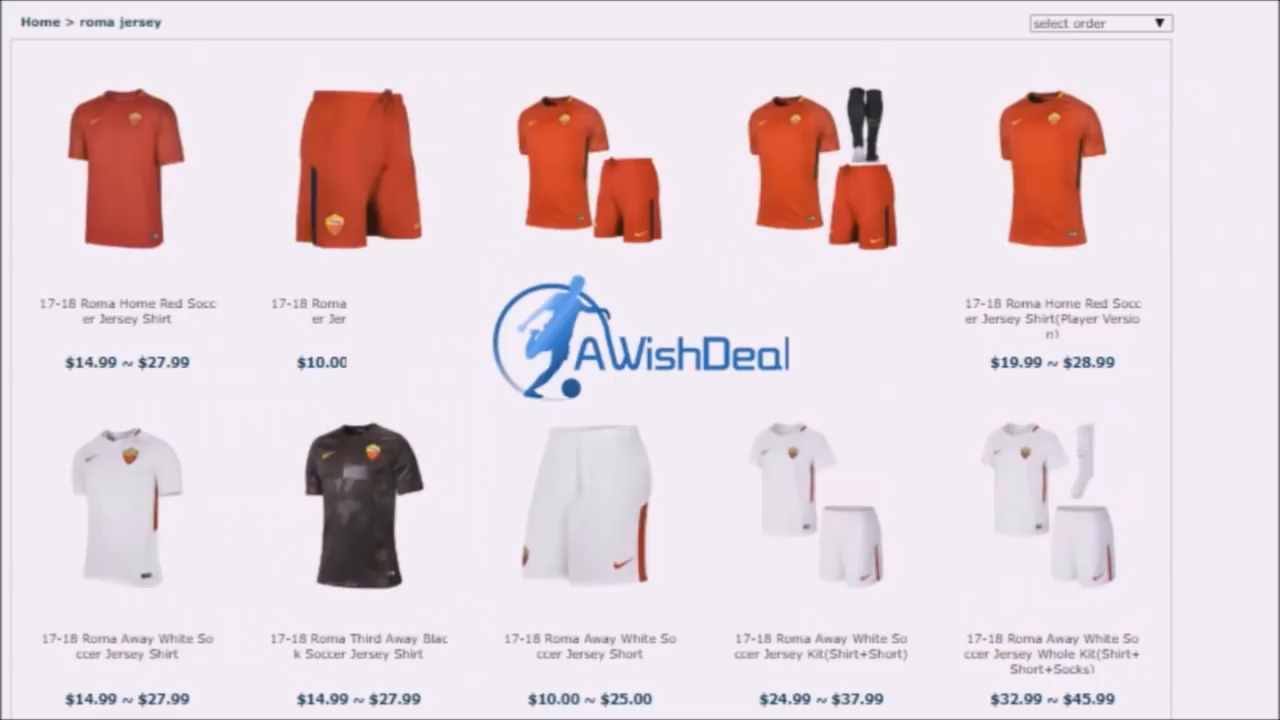 Home > roma jersey
select order
17-18 Roma Home Red Socc
er Jersey Shirt
$14.99 ~ $27.99
17-18 Roma
er Jer
$10.00
AWishDeal
17-18 Roma Home Red Socc
er Jersey Shirt(Player Versio
n)
$19.99 ~ $28.99
17-18 Roma Away White So
ccer Jersey Shirt
$14.99 ~ $27.99
17-18 Roma Third Away Blac
k Soccer Jersey Shirt
$14.99 ~ $27.99
17-18 Roma Away White So
ccer Jersey Short
$10.00 ~ $25.00
17-18 Roma Away White So
ccer Jersey Kit(Shirt+Short)
$24.99 ~ $37.99
17-18 Roma Away White So
ccer Jersey Whole Kit(Shirt+
Short+Socks)
$32.99 ~ $45.99